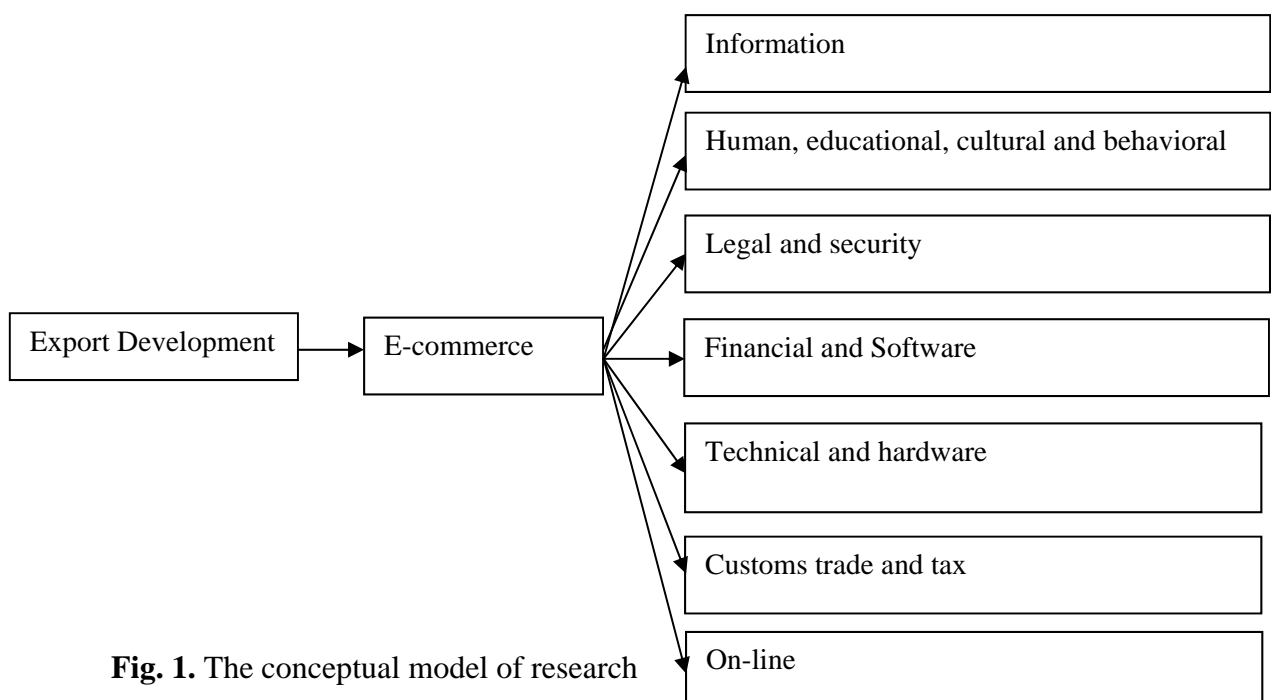 Information
Human, educational, cultural and behavioral
Legal and security
Export Development
E-commerce
Financial and Software
Technical and hardware
Customs trade and tax
On-line
Fig. 1. The conceptual model of research